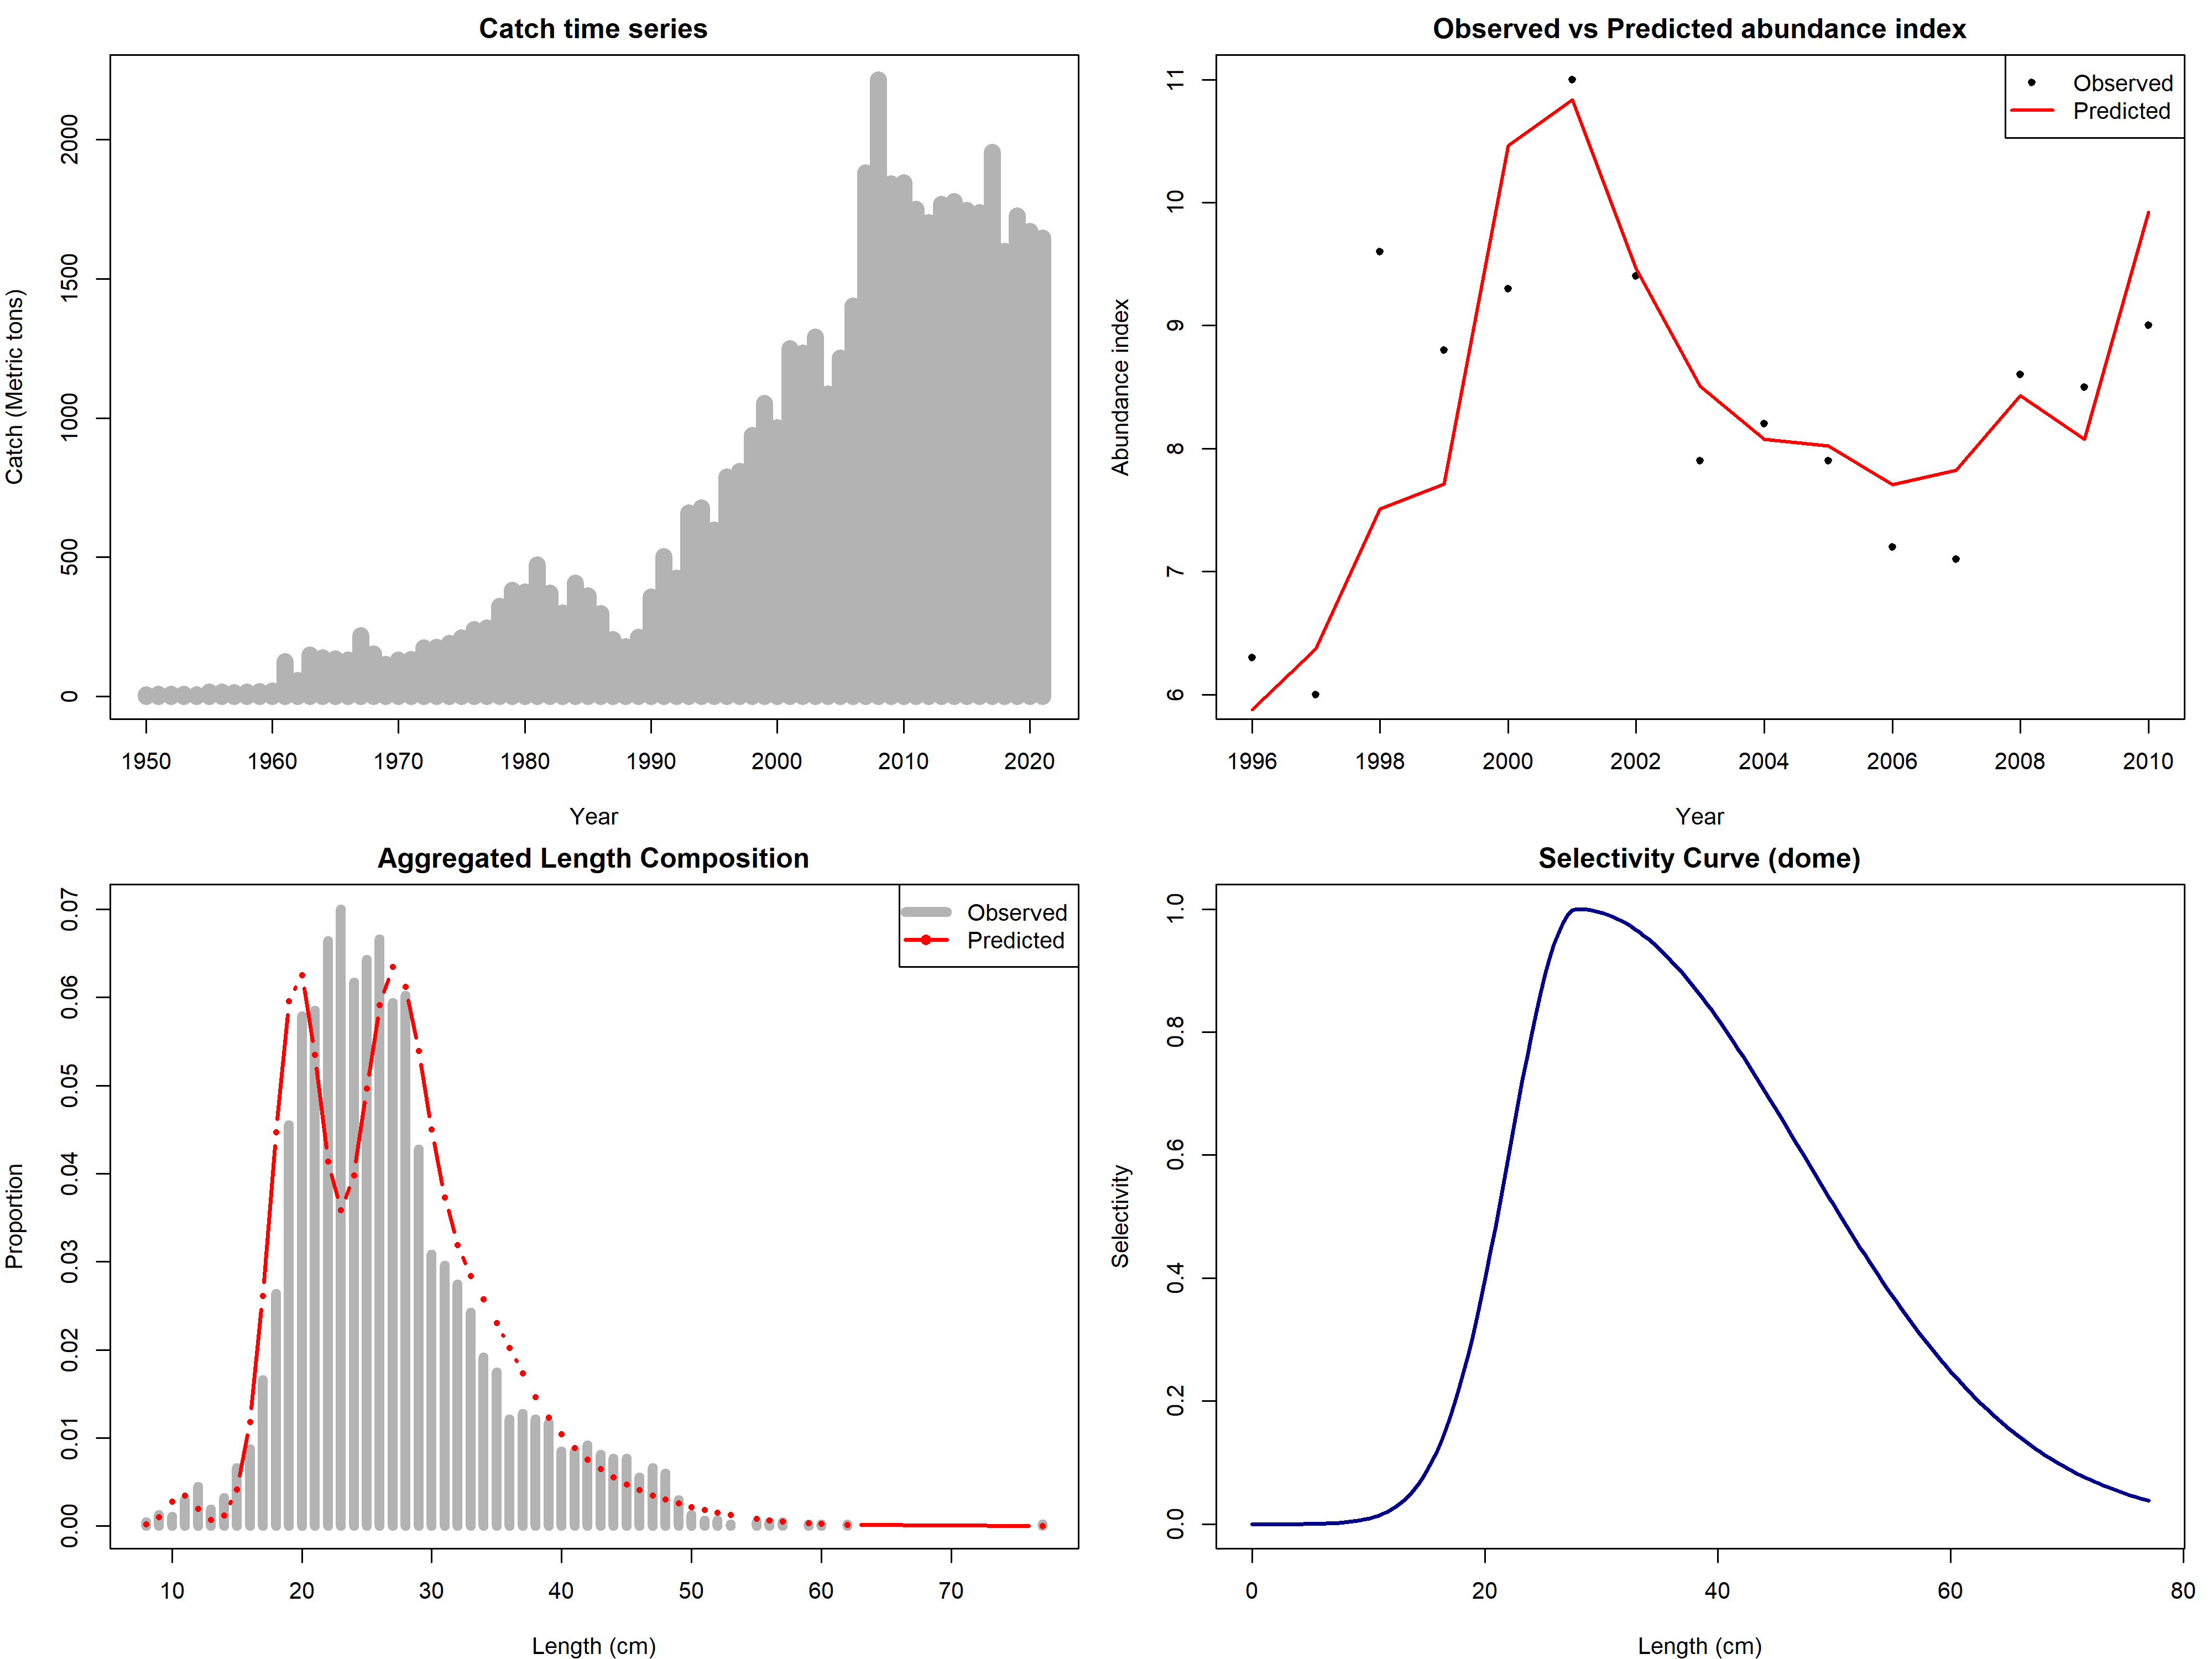 Catch time series
Catch (Metric tons)
2000
1500
1000
500
0
1950 1960 1970 1980 1990 2000 2010 2020
Year
Observed vs Predicted abundance index
Observed
Predicted
Abundance index
11
10
9
8
7
6
1996 1998 2000 2002 2004 2006 2008 2010
Year
Aggregated Length Composition
Observed
Predicted
Proportion
0.07
0.06
0.05
0.04
0.03
0.02
0.01
0.00
10 20 30 40 50 60 70
Length (cm)
Selectivity Curve (dome)
Selectivity
1.0
0.8
0.6
0.4
0.2
0.0
0 20 40 60 80
Length (cm)